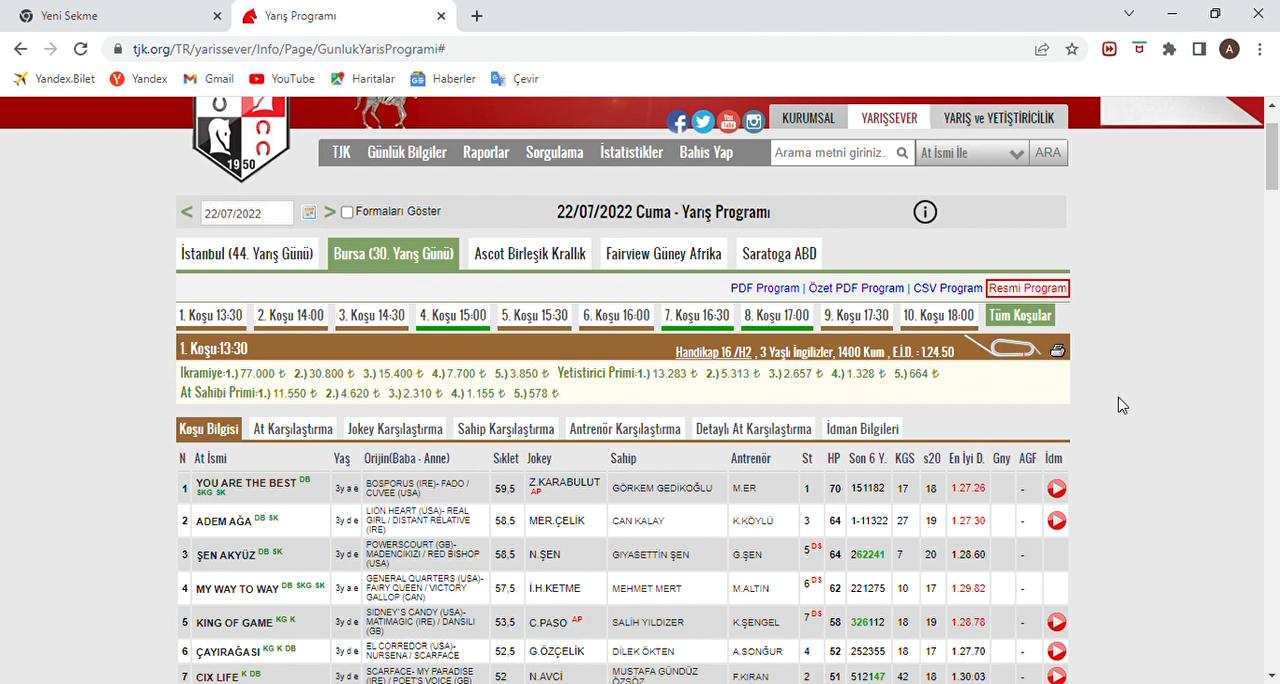 Yeni Sekme
Yarış Programı
tjk.org/TR/yarissever/Info/Page/GunlukYarisProgrami#
A
Yandex.Bilet Yandex Gmail YouTube Haritalar Haberler Çevir
1950
KURUMSAL YARIŞSEVER YARIŞ ve YETİŞTİRİCİLİK
TJK Günlük Bilgiler Raporlar Sorgulama İstatistikler Bahis Yap Arama metni giriniz. At İsmi İle ARA
< 22/07/2022 > Formaları Göster 22/07/2022 Cuma - Yarış Programı
İstanbul (44. Yarış Günü) Bursa (30. Yarış Günü) Ascot Birleşik Krallık Fairview Güney Afrika Saratoga ABD
PDF Program | Özet PDF Program | CSV Program Resmi Program
1. Koşu 13:30 2. Koşu 14:00 3. Koşu 14:30 4. Koşu 15:00 5. Koşu 15:30 6. Koşu 16:00 7. Koşu 16:30 8. Koşu 17:00 9. Koşu 17:30 10. Koşu 18:00 Tüm Koşular
1. Koşu:13:30 Handikap 16 /H2 , 3 Yaşlı İngilizler, 1400 Kum , E.İ.D. : 1.24.50
Ikramiye:1.) 77.000 ₺ 2.) 30.800 ₺ 3.) 15.400 ₺ 4.) 7.700 ₺ 5.) 3.850 ₺ Yetistirici Primi:1.) 13.283 ₺ 2.) 5.313 ₺ 3.) 2.657 ₺ 4.) 1.328 ₺ 5.) 664 ₺
At Sahibi Primi:1.) 11.550 ₺ 2.) 4.620 ₺ 3.) 2.310 ₺ 4.) 1.155 ₺ 5.) 578 ₺
Koşu Bilgisi At Karşılaştırma Jokey Karşılaştırma Sahip Karşılaştırma Antrenör Karşılaştırma Detaylı At Karşılaştırma İdman Bilgileri
N At İsmi Yaş Orijin(Baba - Anne) Sıklet Jokey Sahip Antrenör St HP Son 6 Y. KGS s20 En İyi D. Gny AGF İdm
1 YOU ARE THE BEST DB SKG SK 3y a e BOSPORUS (IRE)- FADO / CUVEE (USA) 59,5 Z.KARABULUT AP GÖRKEM GEDİKOĞLU M.ER 1 70 151182 17 18 1.27.26 -
2 ADEM AĞA DB SK 3y d e LION HEART (USA)- REAL GIRL / DISTANT RELATIVE (IRE) 58,5 MER.ÇELİK CAN KALAY K.KÖYLÜ 3 64 1-11322 27 19 1.27.30 -
3 ŞEN AKYÜZ DB SK 3y d e POWERSCOURT (GB)- MADENCİKIZI / RED BISHOP (USA) 58,5 N.ŞEN GIYASETTİN ŞEN G.ŞEN 5 DS 64 262241 7 20 1.28.60 -
4 MY WAY TO WAY DB SKG SK 3y a e GENERAL QUARTERS (USA)- FAIRY QUEEN / VICTORY GALLOP (CAN) 57,5 İ.H.KETME MEHMET MERT M.ALTIN 6 DS 62 221275 10 17 1.29.82 -
5 KING OF GAME KG K 3y d e SIDNEY'S CANDY (USA)- MATIMAGIC (IRE) / DANSILI (GB) 53,5 C.PASO AP SALİH YILDIZER K.ŞENGEL 7 DS 58 326112 18 19 1.28.78 -
6 ÇAYIRAĞASI KG K DB 3y d e EL CORREDOR (USA)- NURSENA / SCARFACE 52,5 G.ÖZÇELİK DİLEK ÖKTEN A.SONĞUR 4 52 252355 18 17 1.27.70 -
7 CIX LIFE K DB 3y d e SCARFACE- MY PARADISE (IRE) / POET'S VOICE (GB) 52 N.AVCİ MUSTAFA GÜNDÜZ ÖZSÖZ F.KIRAN 2 51 512147 42 18 1.30.03 -